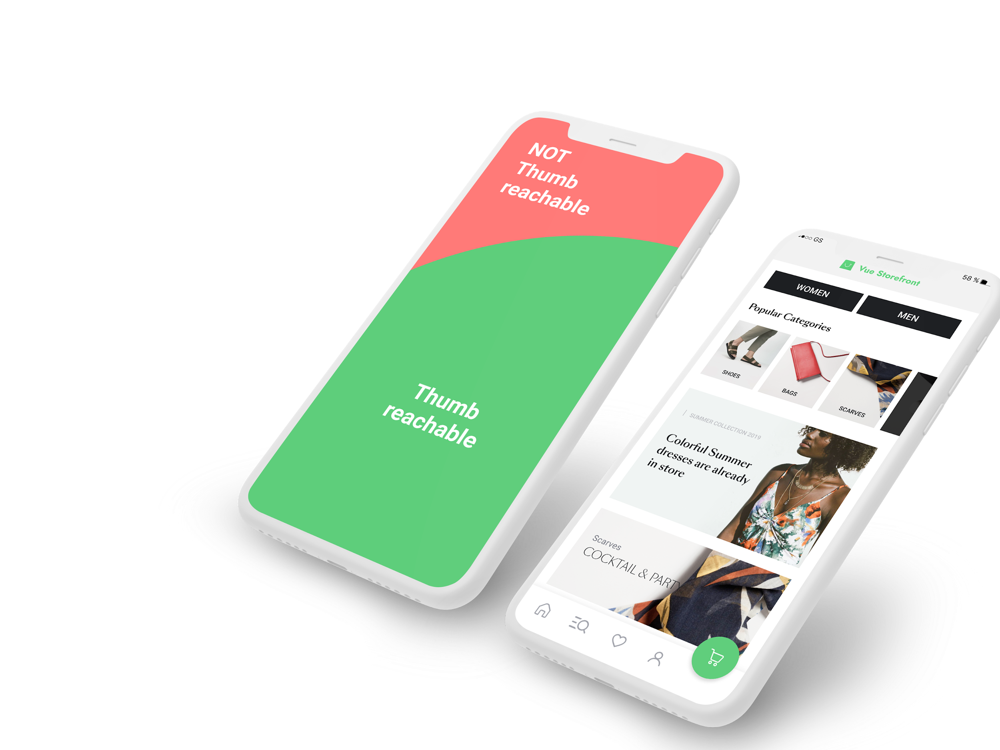 NOT
Thumb
reachable
Thumb
reachable
GS
58 %
Vue Storefront
WOMEN
MEN
Popular Categories
SHOES
BAGS
SCARVES
SUMMER COLLECTION 2019
Colorful Summer
dresses are already
in store
Scarves
COCKTAIL & PARTY